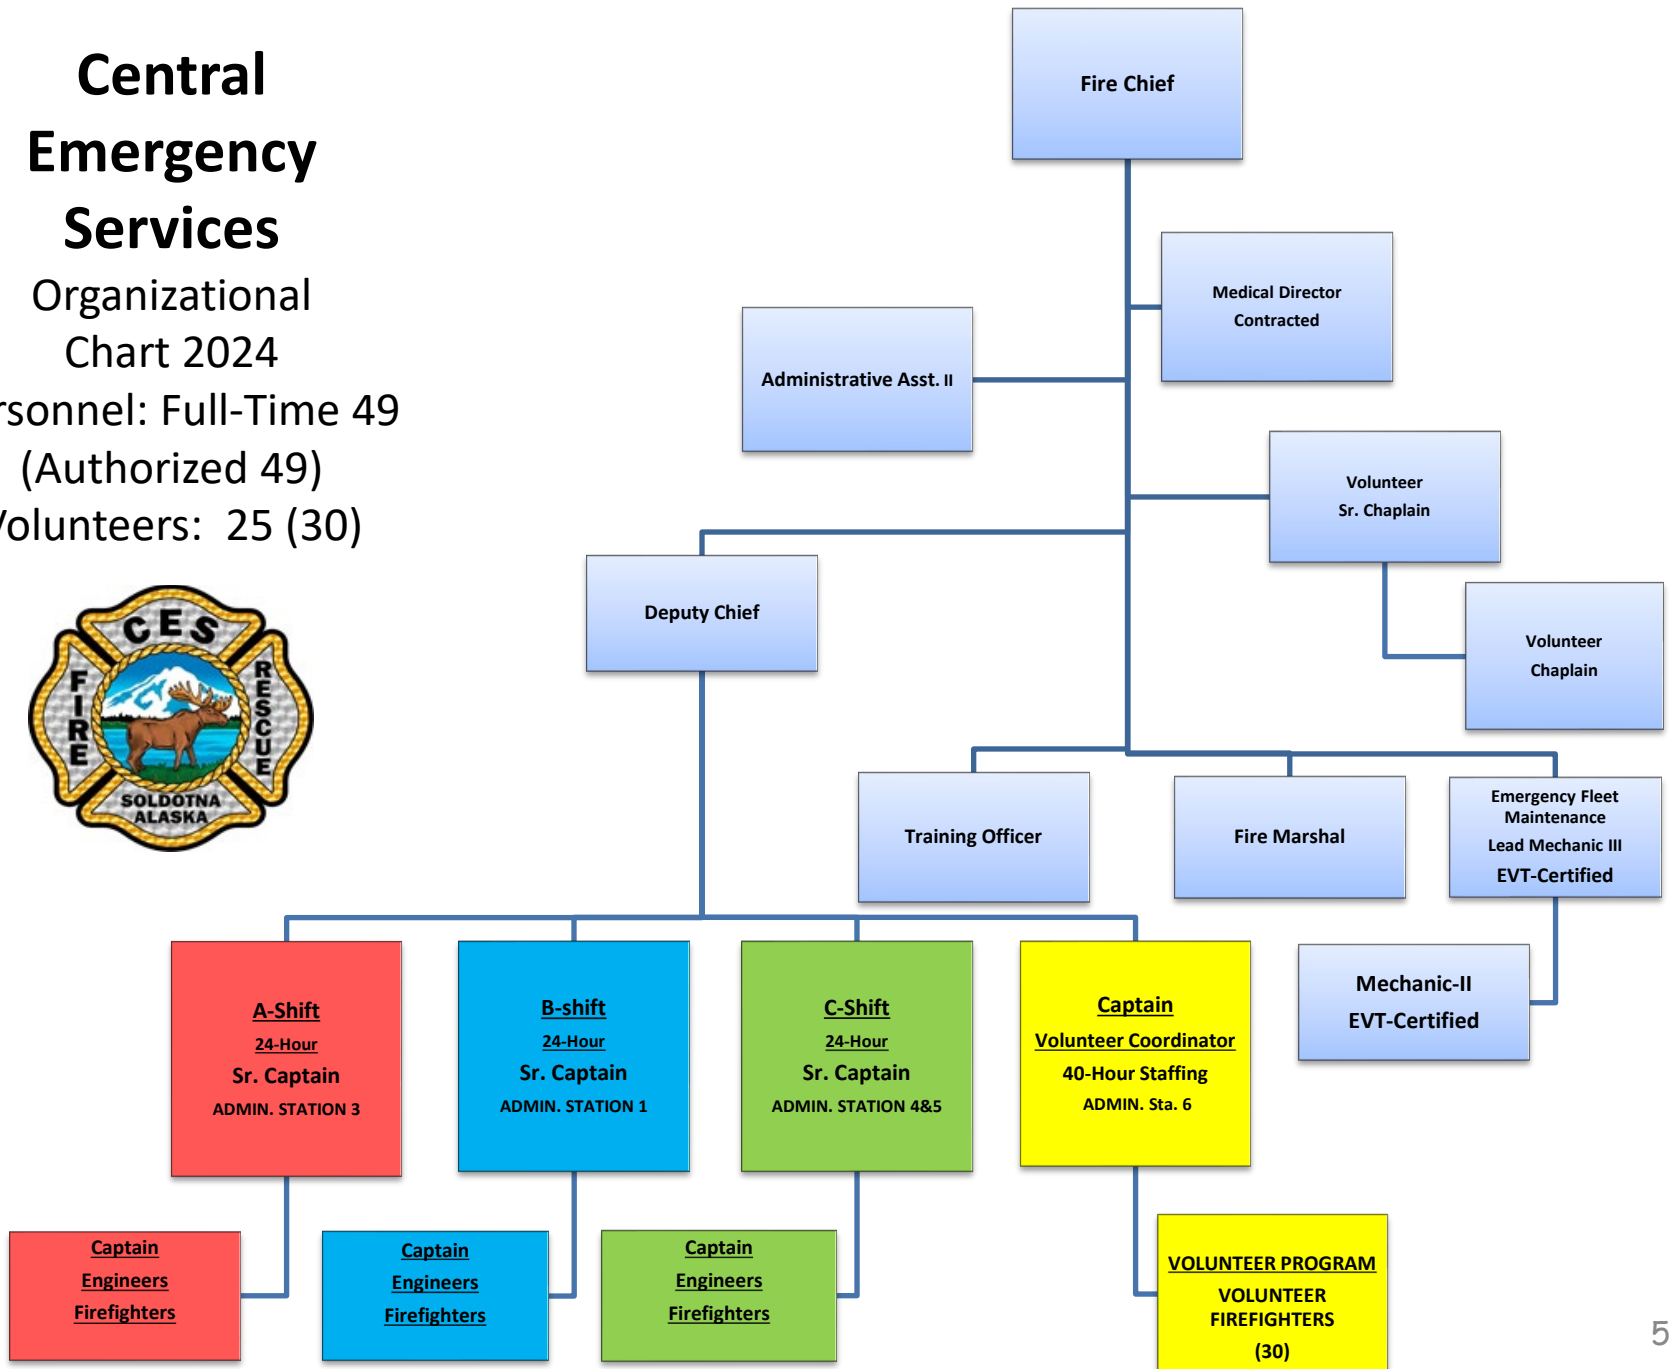 Central
Emergency
Services
Organizational
Chart 2024
rsonnel: Full-Time 49
(Authorized 49)
Volunteers: 25 (30)
CES
FIRE
RESCUE
SOLDOTNA
ALASKA
Fire Chief
Medical Director
Contracted
Administrative Asst. II
Volunteer
Sr. Chaplain
Deputy Chief
Volunteer
Chaplain
Training Officer
Fire Marshal
Emergency Fleet
Maintenance
Lead Mechanic III
EVT-Certified
Mechanic-II
EVT-Certified
A-Shift
24-Hour
Sr. Captain
ADMIN. STATION 3
B-shift
24-Hour
Sr. Captain
ADMIN. STATION 1
C-Shift
24-Hour
Sr. Captain
ADMIN. STATION 4&5
Captain
Volunteer Coordinator
40-Hour Staffing
ADMIN. Sta. 6
Captain
Engineers
Firefighters
Captain
Engineers
Firefighters
Captain
Engineers
Firefighters
VOLUNTEER PROGRAM
VOLUNTEER
FIREFIGHTERS
(30)
5